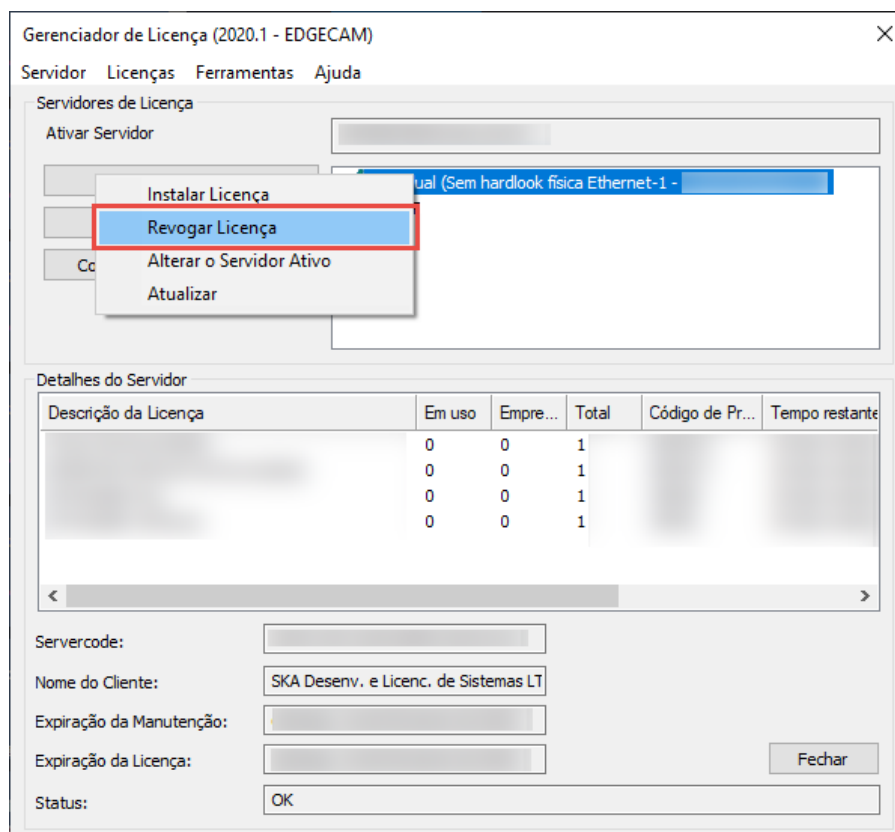 Gerenciador de Licença (2020.1 - EDGECAM)
Servidor Licenças Ferramentas Ajuda
Servidores de Licença
Ativar Servidor
ual (Sem hardlook física Ethernet-1 -
Instalar Licença
Revogar Licença
Co
Alterar o Servidor Ativo
Atualizar
Detalhes do Servidor
Descrição da Licença Em uso Empre... Total Código de Pr... Tempo restante
0 0 1
0 0 1
0 0 1
0 0 1
Servercode:
Nome do Cliente: SKA Desenv. e Licenc. de Sistemas LT
Expiração da Manutenção:
Expiração da Licença: Fechar
Status: OK